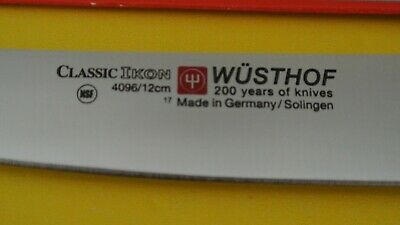 CLASSIC IKON WÜSTHOF
NSF 4096/12cm 200 years of knives
17 Made in Germany/Solingen